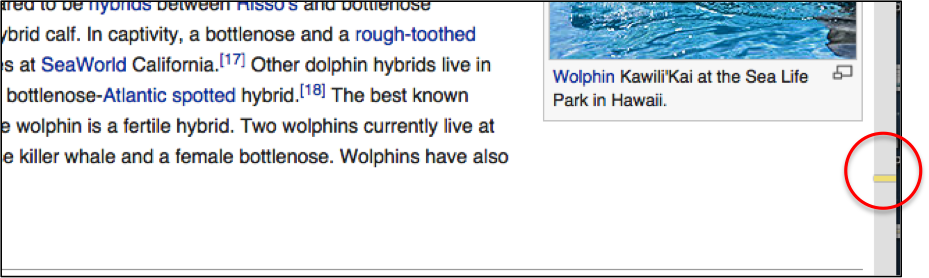 ared to be hybrids between Risso's and bottlenose
ybrid calf. In captivity, a bottlenose and a rough-toothed
es at SeaWorld California.[17] Other dolphin hybrids live in
bottlenose-Atlantic spotted hybrid.[18] The best known
e wolphin is a fertile hybrid. Two wolphins currently live at
e killer whale and a female bottlenose. Wolphins have also
Wolphin Kawili'Kai at the Sea Life
Park in Hawaii.